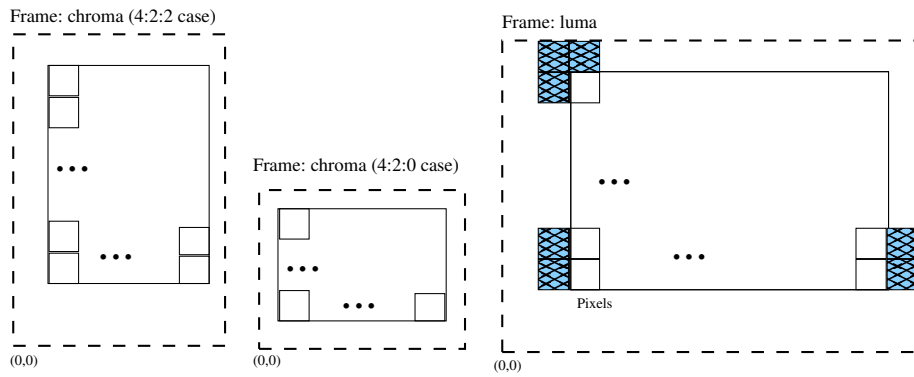 Frame: chroma (4:2:2 case)
Frame: luma
Frame: chroma (4:2:0 case)
Pixels
(0,0)
(0,0)
(0,0)